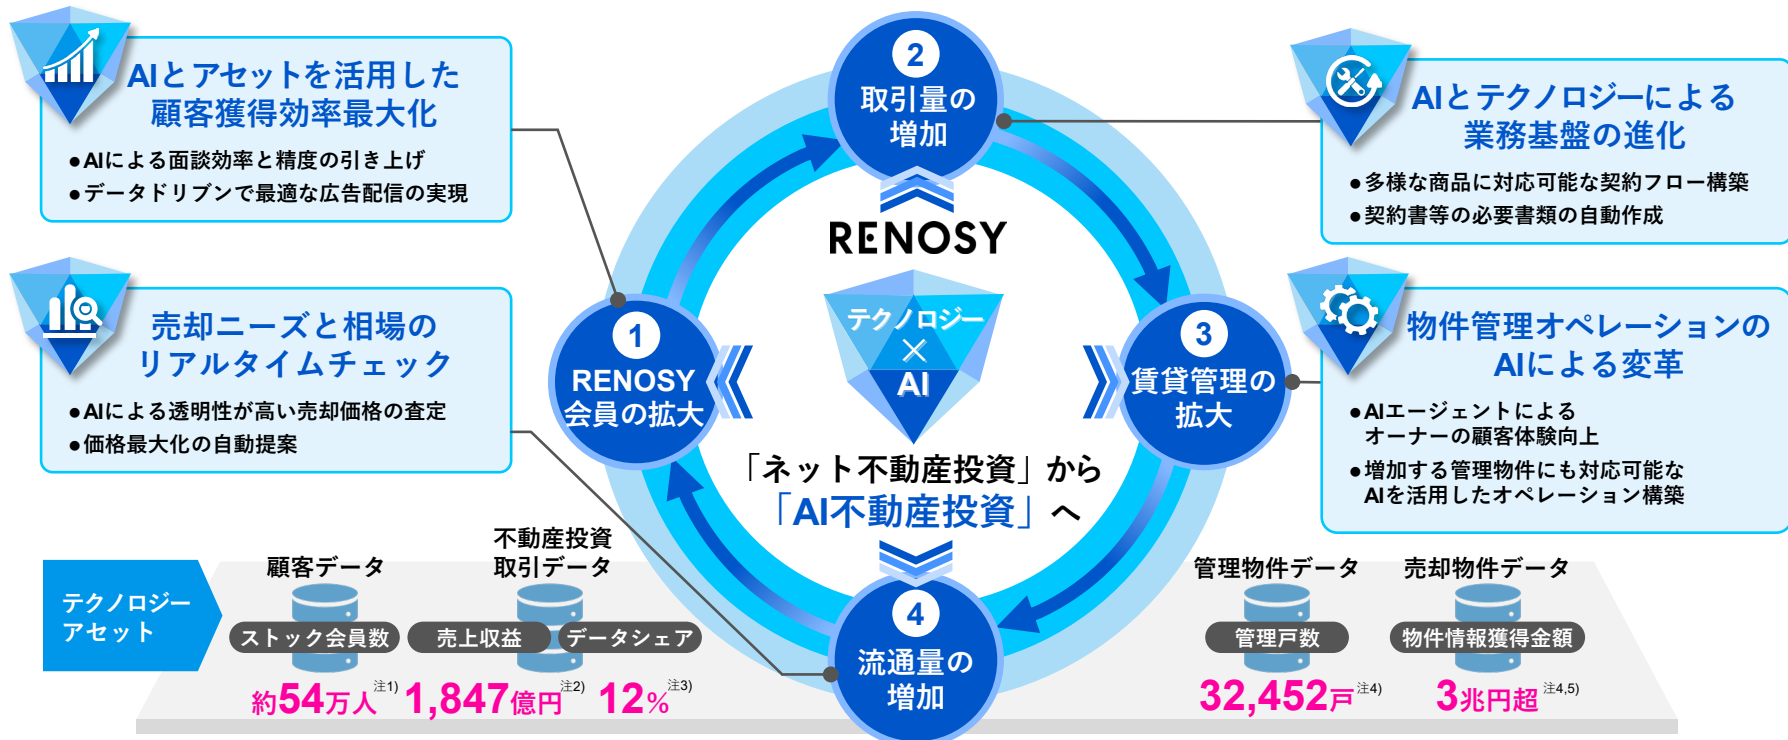 AIとアセットを活用した
顧客獲得効率最大化
●AIによる面談効率と精度の引き上げ
●データドリブンで最適な広告配信の実現
売却ニーズと相場の
リアルタイムチェック
●AIによる透明性が高い売却価格の査定
●価格最大化の自動提案
2
取引量の
増加
RENOSY
テクノロジー
×
AI
「ネット不動産投資」から
「AI不動産投資」へ
1
RENOSY
会員の拡大
3
賃貸管理の
拡大
4
流通量の
増加
AIとテクノロジーによる
業務基盤の進化
●多様な商品に対応可能な契約フロー構築
●契約書等の必要書類の自動作成
物件管理オペレーションの
AIによる変革
●AIエージェントによる
オーナーの顧客体験向上
●増加する管理物件にも対応可能な
AIを活用したオペレーション構築
テクノロジー
アセット
顧客データ
ストック会員数
約54万人 注1)
不動産投資
取引データ
売上収益
1,847億円 注2)
データシェア
12% 注3)
管理物件データ
管理戸数
32,452戸 注4)
売却物件データ
物件情報獲得金額
3兆円超 注4,5)